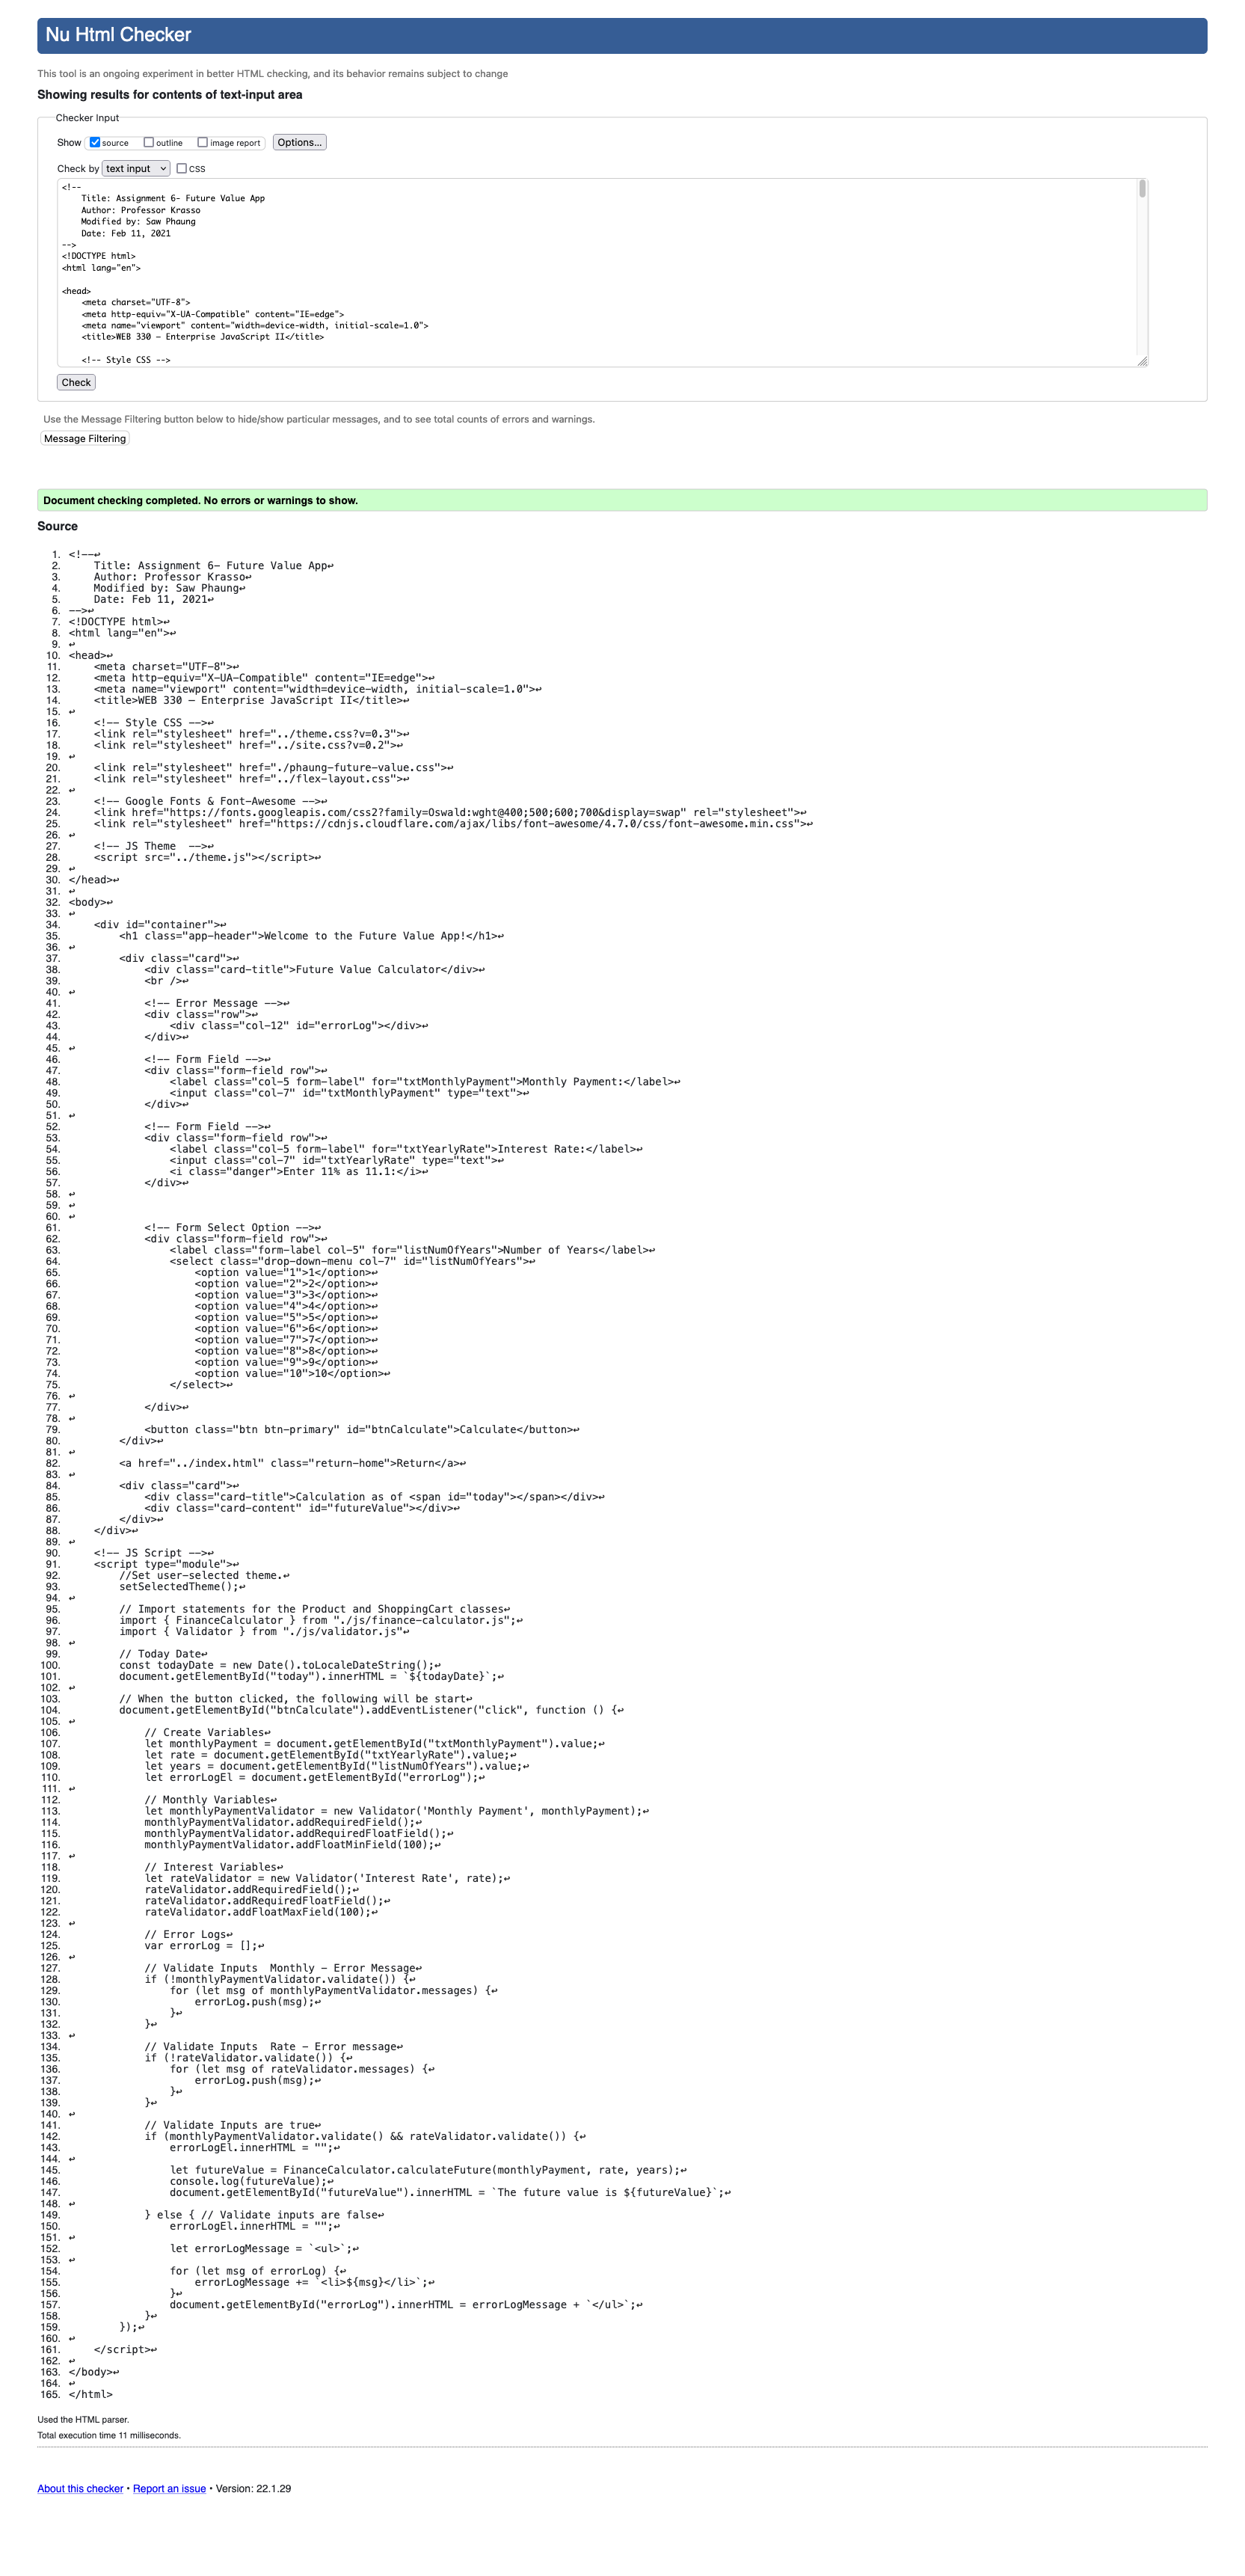 Nu Html Checker
This tool is an ongoing experiment in better HTML checking, and its behavior remains subject to change
Showing results for contents of text-input area
Checker Input
Show source outline image report Options...
Check by text input CSS
<!--
    Title: Assignment 6- Future Value App
    Author: Professor Krasso
    Modified by: Saw Phaung
    Date: Feb 11, 2021
-->
<!DOCTYPE html>
<html lang="en">
<head>
    <meta charset="UTF-8">
    <meta http-equiv="X-UA-Compatible" content="IE=edge">
    <meta name="viewport" content="width=device-width, initial-scale=1.0">
    <title>WEB 330 – Enterprise JavaScript II</title>
    <!-- Style CSS -->
Check
Use the Message Filtering button below to hide/show particular messages, and to see total counts of errors and warnings.
Message Filtering
Document checking completed. No errors or warnings to show.
Source
1. <!--↩
2.     Title: Assignment 6- Future Value App↩
3.     Author: Professor Krasso↩
4.     Modified by: Saw Phaung↩
5.     Date: Feb 11, 2021↩
6. -->↩
7. <!DOCTYPE html>↩
8. <html lang="en">↩
9. ↩
10. <head>↩
11.     <meta charset="UTF-8">↩
12.     <meta http-equiv="X-UA-Compatible" content="IE=edge">↩
13.     <meta name="viewport" content="width=device-width, initial-scale=1.0">↩
14.     <title>WEB 330 – Enterprise JavaScript II</title>↩
15. ↩
16.     <!-- Style CSS -->↩
17.     <link rel="stylesheet" href="../theme.css?v=0.3">↩
18.     <link rel="stylesheet" href="../site.css?v=0.2">↩
19. ↩
20.     <link rel="stylesheet" href="./phaung-future-value.css">↩
21.     <link rel="stylesheet" href="../flex-layout.css">↩
22. ↩
23.     <!-- Google Fonts & Font-Awesome -->↩
24.     <link href="https://fonts.googleapis.com/css2?family=Oswald:wght@400;500;600;700&display=swap" rel="stylesheet">↩
25.     <link rel="stylesheet" href="https://cdnjs.cloudflare.com/ajax/libs/font-awesome/4.7.0/css/font-awesome.min.css">↩
26. ↩
27.     <!-- JS Theme  -->↩
28.     <script src="../theme.js"></script>↩
29. ↩
30. </head>↩
31. ↩
32. <body>↩
33. ↩
34.     <div id="container">↩
35.         <h1 class="app-header">Welcome to the Future Value App!</h1>↩
36. ↩
37.         <div class="card">↩
38.             <div class="card-title">Future Value Calculator</div>↩
39.             <br />↩
40. ↩
41.             <!-- Error Message -->↩
42.             <div class="row">↩
43.                 <div class="col-12" id="errorLog"></div>↩
44.             </div>↩
45. ↩
46.             <!-- Form Field -->↩
47.             <div class="form-field row">↩
48.                 <label class="col-5 form-label" for="txtMonthlyPayment">Monthly Payment:</label>↩
49.                 <input class="col-7" id="txtMonthlyPayment" type="text">↩
50.             </div>↩
51. ↩
52.             <!-- Form Field -->↩
53.             <div class="form-field row">↩
54.                 <label class="col-5 form-label" for="txtYearlyRate">Interest Rate:</label>↩
55.                 <input class="col-7" id="txtYearlyRate" type="text">↩
56.                 <i class="danger">Enter 11% as 11.1:</i>↩
57.             </div>↩
58. ↩
59. ↩
60. ↩
61.             <!-- Form Select Option -->↩
62.             <div class="form-field row">↩
63.                 <label class="form-label col-5" for="listNumOfYears">Number of Years</label>↩
64.                 <select class="drop-down-menu col-7" id="listNumOfYears">↩
65.                     <option value="1">1</option>↩
66.                     <option value="2">2</option>↩
67.                     <option value="3">3</option>↩
68.                     <option value="4">4</option>↩
69.                     <option value="5">5</option>↩
70.                     <option value="6">6</option>↩
71.                     <option value="7">7</option>↩
72.                     <option value="8">8</option>↩
73.                     <option value="9">9</option>↩
74.                     <option value="10">10</option>↩
75.                 </select>↩
76. ↩
77.             </div>↩
78. ↩
79.             <button class="btn btn-primary" id="btnCalculate">Calculate</button>↩
80.         </div>↩
81. ↩
82.         <a href="../index.html" class="return-home">Return</a>↩
83. ↩
84.         <div class="card">↩
85.             <div class="card-title">Calculation as of <span id="today"></span></div>↩
86.             <div class="card-content" id="futureValue"></div>↩
87.         </div>↩
88.     </div>↩
89. ↩
90.     <!-- JS Script -->↩
91.     <script type="module">↩
92.         //Set user-selected theme.↩
93.         setSelectedTheme();↩
94. ↩
95.         // Import statements for the Product and ShoppingCart classes↩
96.         import { FinanceCalculator } from "./js/finance-calculator.js";↩
97.         import { Validator } from "./js/validator.js"↩
98. ↩
99.         // Today Date↩
100.         const todayDate = new Date().toLocaleDateString();↩
101.         document.getElementById("today").innerHTML = `${todayDate}`;↩
102. ↩
103.         // When the button clicked, the following will be start↩
104.         document.getElementById("btnCalculate").addEventListener("click", function () {↩
105. ↩
106.             // Create Variables↩
107.             let monthlyPayment = document.getElementById("txtMonthlyPayment").value;↩
108.             let rate = document.getElementById("txtYearlyRate").value;↩
109.             let years = document.getElementById("listNumOfYears").value;↩
110.             let errorLogEl = document.getElementById("errorLog");↩
111. ↩
112.             // Monthly Variables↩
113.             let monthlyPaymentValidator = new Validator('Monthly Payment', monthlyPayment);↩
114.             monthlyPaymentValidator.addRequiredField();↩
115.             monthlyPaymentValidator.addRequiredFloatField();↩
116.             monthlyPaymentValidator.addFloatMinField(100);↩
117. ↩
118.             // Interest Variables↩
119.             let rateValidator = new Validator('Interest Rate', rate);↩
120.             rateValidator.addRequiredField();↩
121.             rateValidator.addRequiredFloatField();↩
122.             rateValidator.addFloatMaxField(100);↩
123. ↩
124.             // Error Logs↩
125.             var errorLog = [];↩
126. ↩
127.             // Validate Inputs  Monthly - Error Message↩
128.             if (!monthlyPaymentValidator.validate()) {↩
129.                 for (let msg of monthlyPaymentValidator.messages) {↩
130.                     errorLog.push(msg);↩
131.                 }↩
132.             }↩
133. ↩
134.             // Validate Inputs  Rate - Error message↩
135.             if (!rateValidator.validate()) {↩
136.                 for (let msg of rateValidator.messages) {↩
137.                     errorLog.push(msg);↩
138.                 }↩
139.             }↩
140. ↩
141.             // Validate Inputs are true↩
142.             if (monthlyPaymentValidator.validate() && rateValidator.validate()) {↩
143.                 errorLogEl.innerHTML = "";↩
144. ↩
145.                 let futureValue = FinanceCalculator.calculateFuture(monthlyPayment, rate, years);↩
146.                 console.log(futureValue);↩
147.                 document.getElementById("futureValue").innerHTML = `The future value is ${futureValue}`;↩
148. ↩
149.             } else { // Validate inputs are false↩
150.                 errorLogEl.innerHTML = "";↩
151. ↩
152.                 let errorLogMessage = `<ul>`;↩
153. ↩
154.                 for (let msg of errorLog) {↩
155.                     errorLogMessage += `<li>${msg}</li>`;↩
156.                 }↩
157.                 document.getElementById("errorLog").innerHTML = errorLogMessage + `</ul>`;↩
158.             }↩
159.         });↩
160. ↩
161.     </script>↩
162. ↩
163. </body>↩
164. ↩
165. </html>
Used the HTML parser.
Total execution time 11 milliseconds.
About this checker • Report an issue • Version: 22.1.29